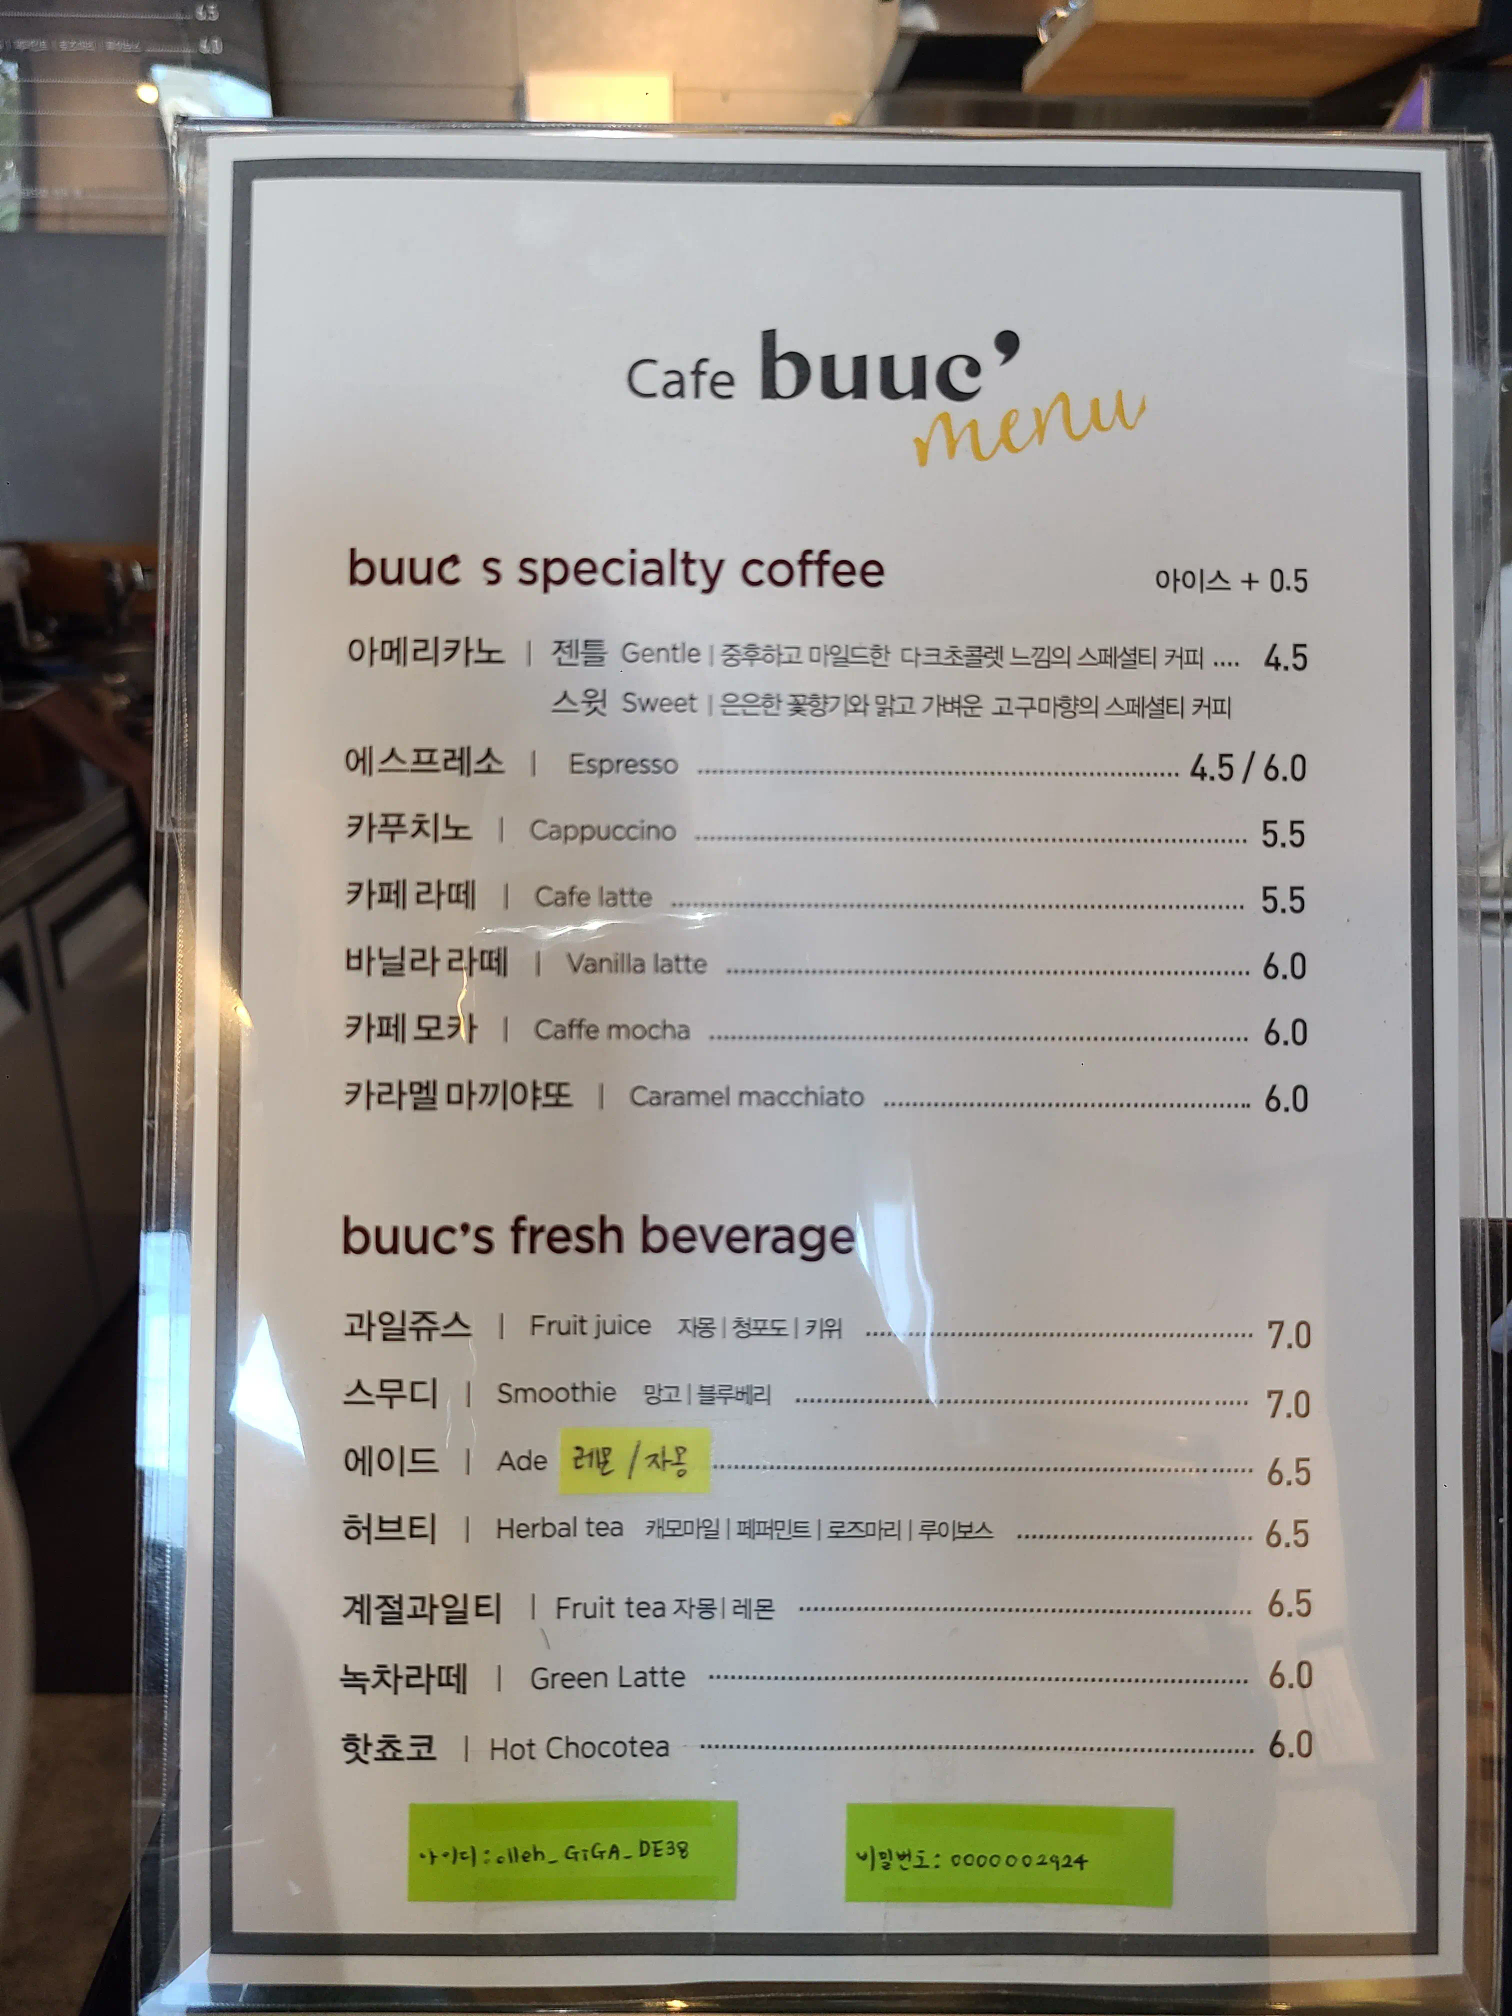 6.5
6.0
Cafe buuc'
menu
buuc s specialty coffee
아이스 + 0.5
아메리카노 | 젠틀 Gentle | 중후하고 마일드한 다크초콜렛 느낌의 스페셜티 커피 .... 4.5
스윗 Sweet | 은은한 꽃향기와 맑고 가벼운 고구마향의 스페셜티 커피
에스프레소 | Espresso 4.5 / 6.0
카푸치노 | Cappuccino 5.5
카페 라떼 | Cafe latte 5.5
바닐라 라떼 | Vanilla latte 6.0
카페 모카 | Caffe mocha 6.0
카라멜 마끼야또 | Caramel macchiato 6.0
buuc's fresh beverage
과일쥬스 | Fruit juice 자몽 | 청포도 | 키위 7.0
스무디 | Smoothie 망고 | 블루베리 7.0
에이드 | Ade 레몬 / 자몽 6.5
허브티 | Herbal tea 캐모마일 | 페퍼민트 | 로즈마리 | 루이보스 6.5
계절과일티 | Fruit tea 자몽 | 레몬 6.5
녹차라떼 | Green Latte 6.0
핫쵸코 | Hot Chocotea 6.0
아이디 : olleh_GiGA_DE38
비밀번호 : 0000002924